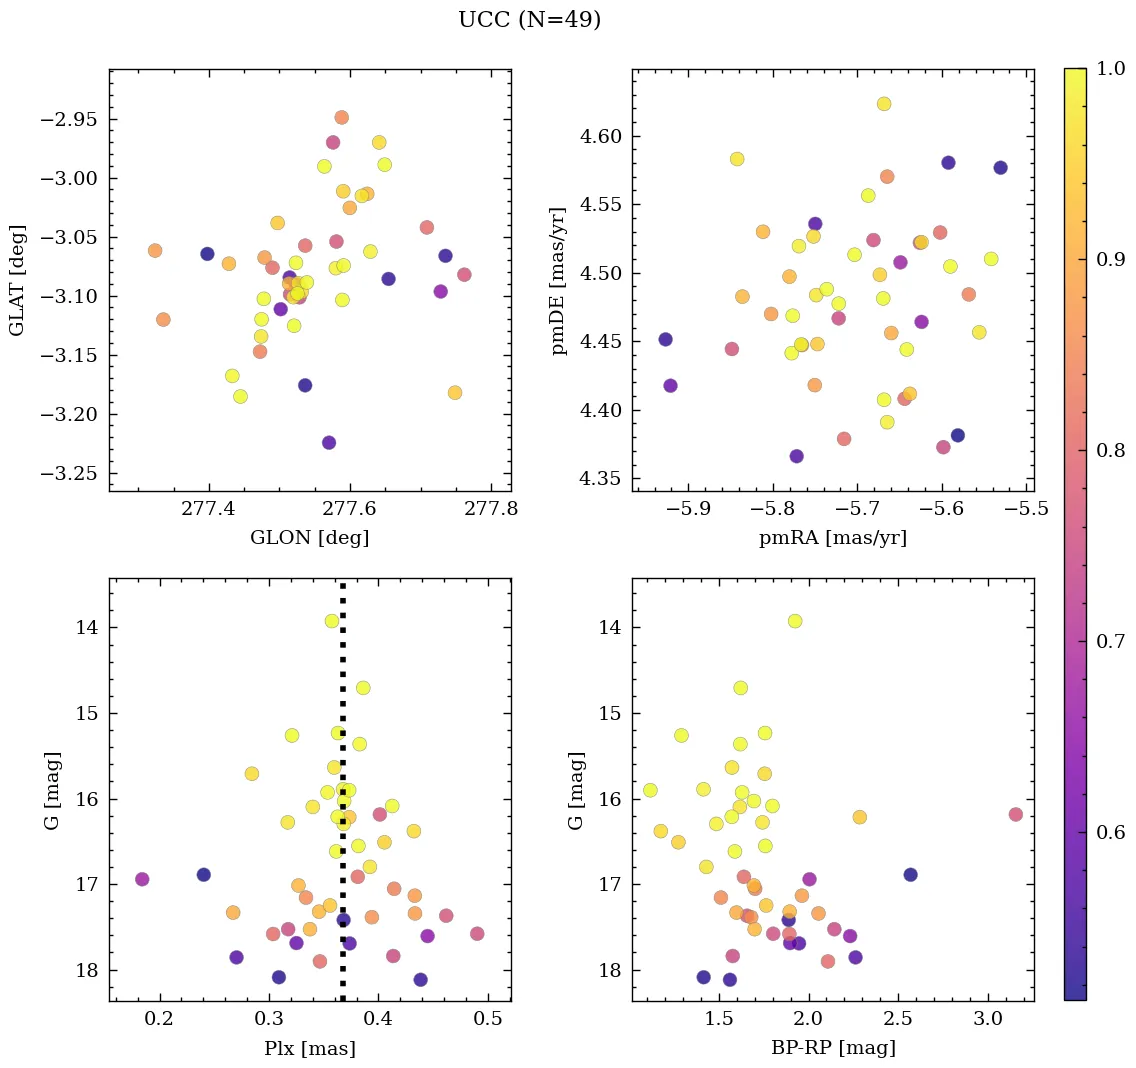 UCC (N=49)
−2.95
−3.00
−3.05
−3.10
−3.15
−3.20
−3.25
GLAT [deg]
277.4 277.6 277.8
GLON [deg]
4.60
4.55
4.50
4.45
4.40
4.35
pmDE [mas/yr]
−5.9 −5.8 −5.7 −5.6 −5.5
pmRA [mas/yr]
1.0
0.9
0.8
0.7
0.6
14
15
16
17
18
G [mag]
0.2 0.3 0.4 0.5
Plx [mas]
14
15
16
17
18
G [mag]
1.5 2.0 2.5 3.0
BP-RP [mag]